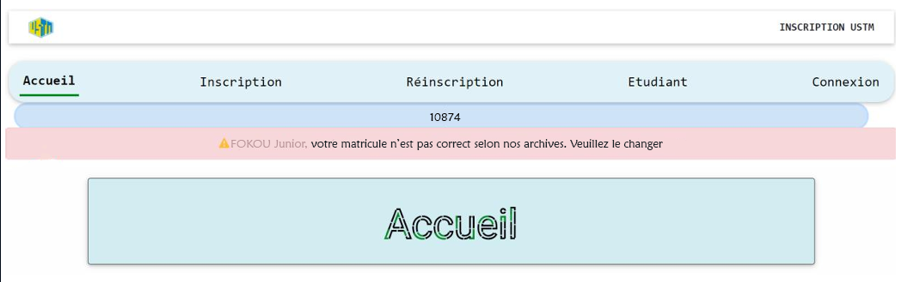 USTM
INSCRIPTION USTM
Accueil Inscription Réinscription Etudiant Connexion
10874
⚠FOKOU Junior, votre matricule n'est pas correct selon nos archives. Veuillez le changer
Accueil